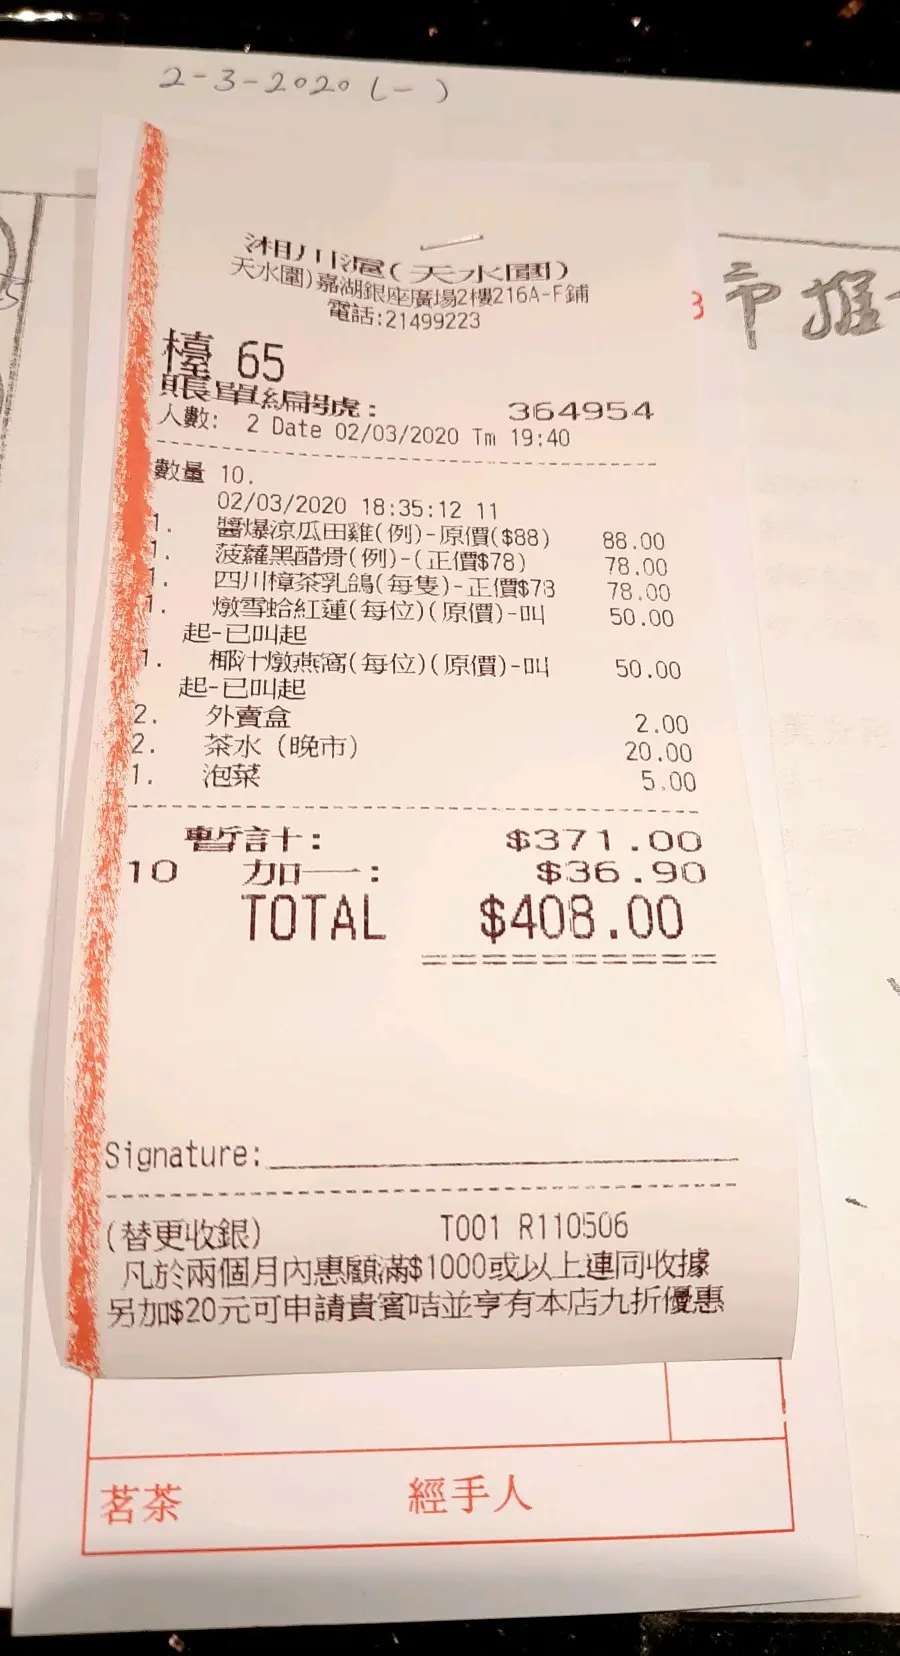 2-3-2020 (一)
湘川滬(天水圍)
天水圍)嘉湖銀座廣場2樓216A-F鋪
電話:21499223
檯 65
賬單編號: 364954
人數: 2 Date 02/03/2020 Tm 19:40
數量 10.
02/03/2020 18:35:12 11
1. 醬爆涼瓜田雞(例)-原價($88) 88.00
1. 菠蘿黑醋骨(例)-(正價$78) 78.00
1. 四川樟茶乳鴿(每隻)-正價$78 78.00
1. 燉雪蛤紅蓮(每位)(原價)-叫 50.00
起-已叫起
1. 椰汁燉燕窩(每位)(原價)-叫 50.00
起-已叫起
2. 外賣盒 2.00
2. 茶水 (晚市) 20.00
1. 泡菜 5.00
暫計: $371.00
10 加一: $36.90
TOTAL $408.00
Signature:
(替更收銀) T001 R110506
凡於兩個月內惠顧滿$1000或以上連同收據
另加$20元可申請貴賓咭並享有本店九折優惠
茗茶 經手人
市推